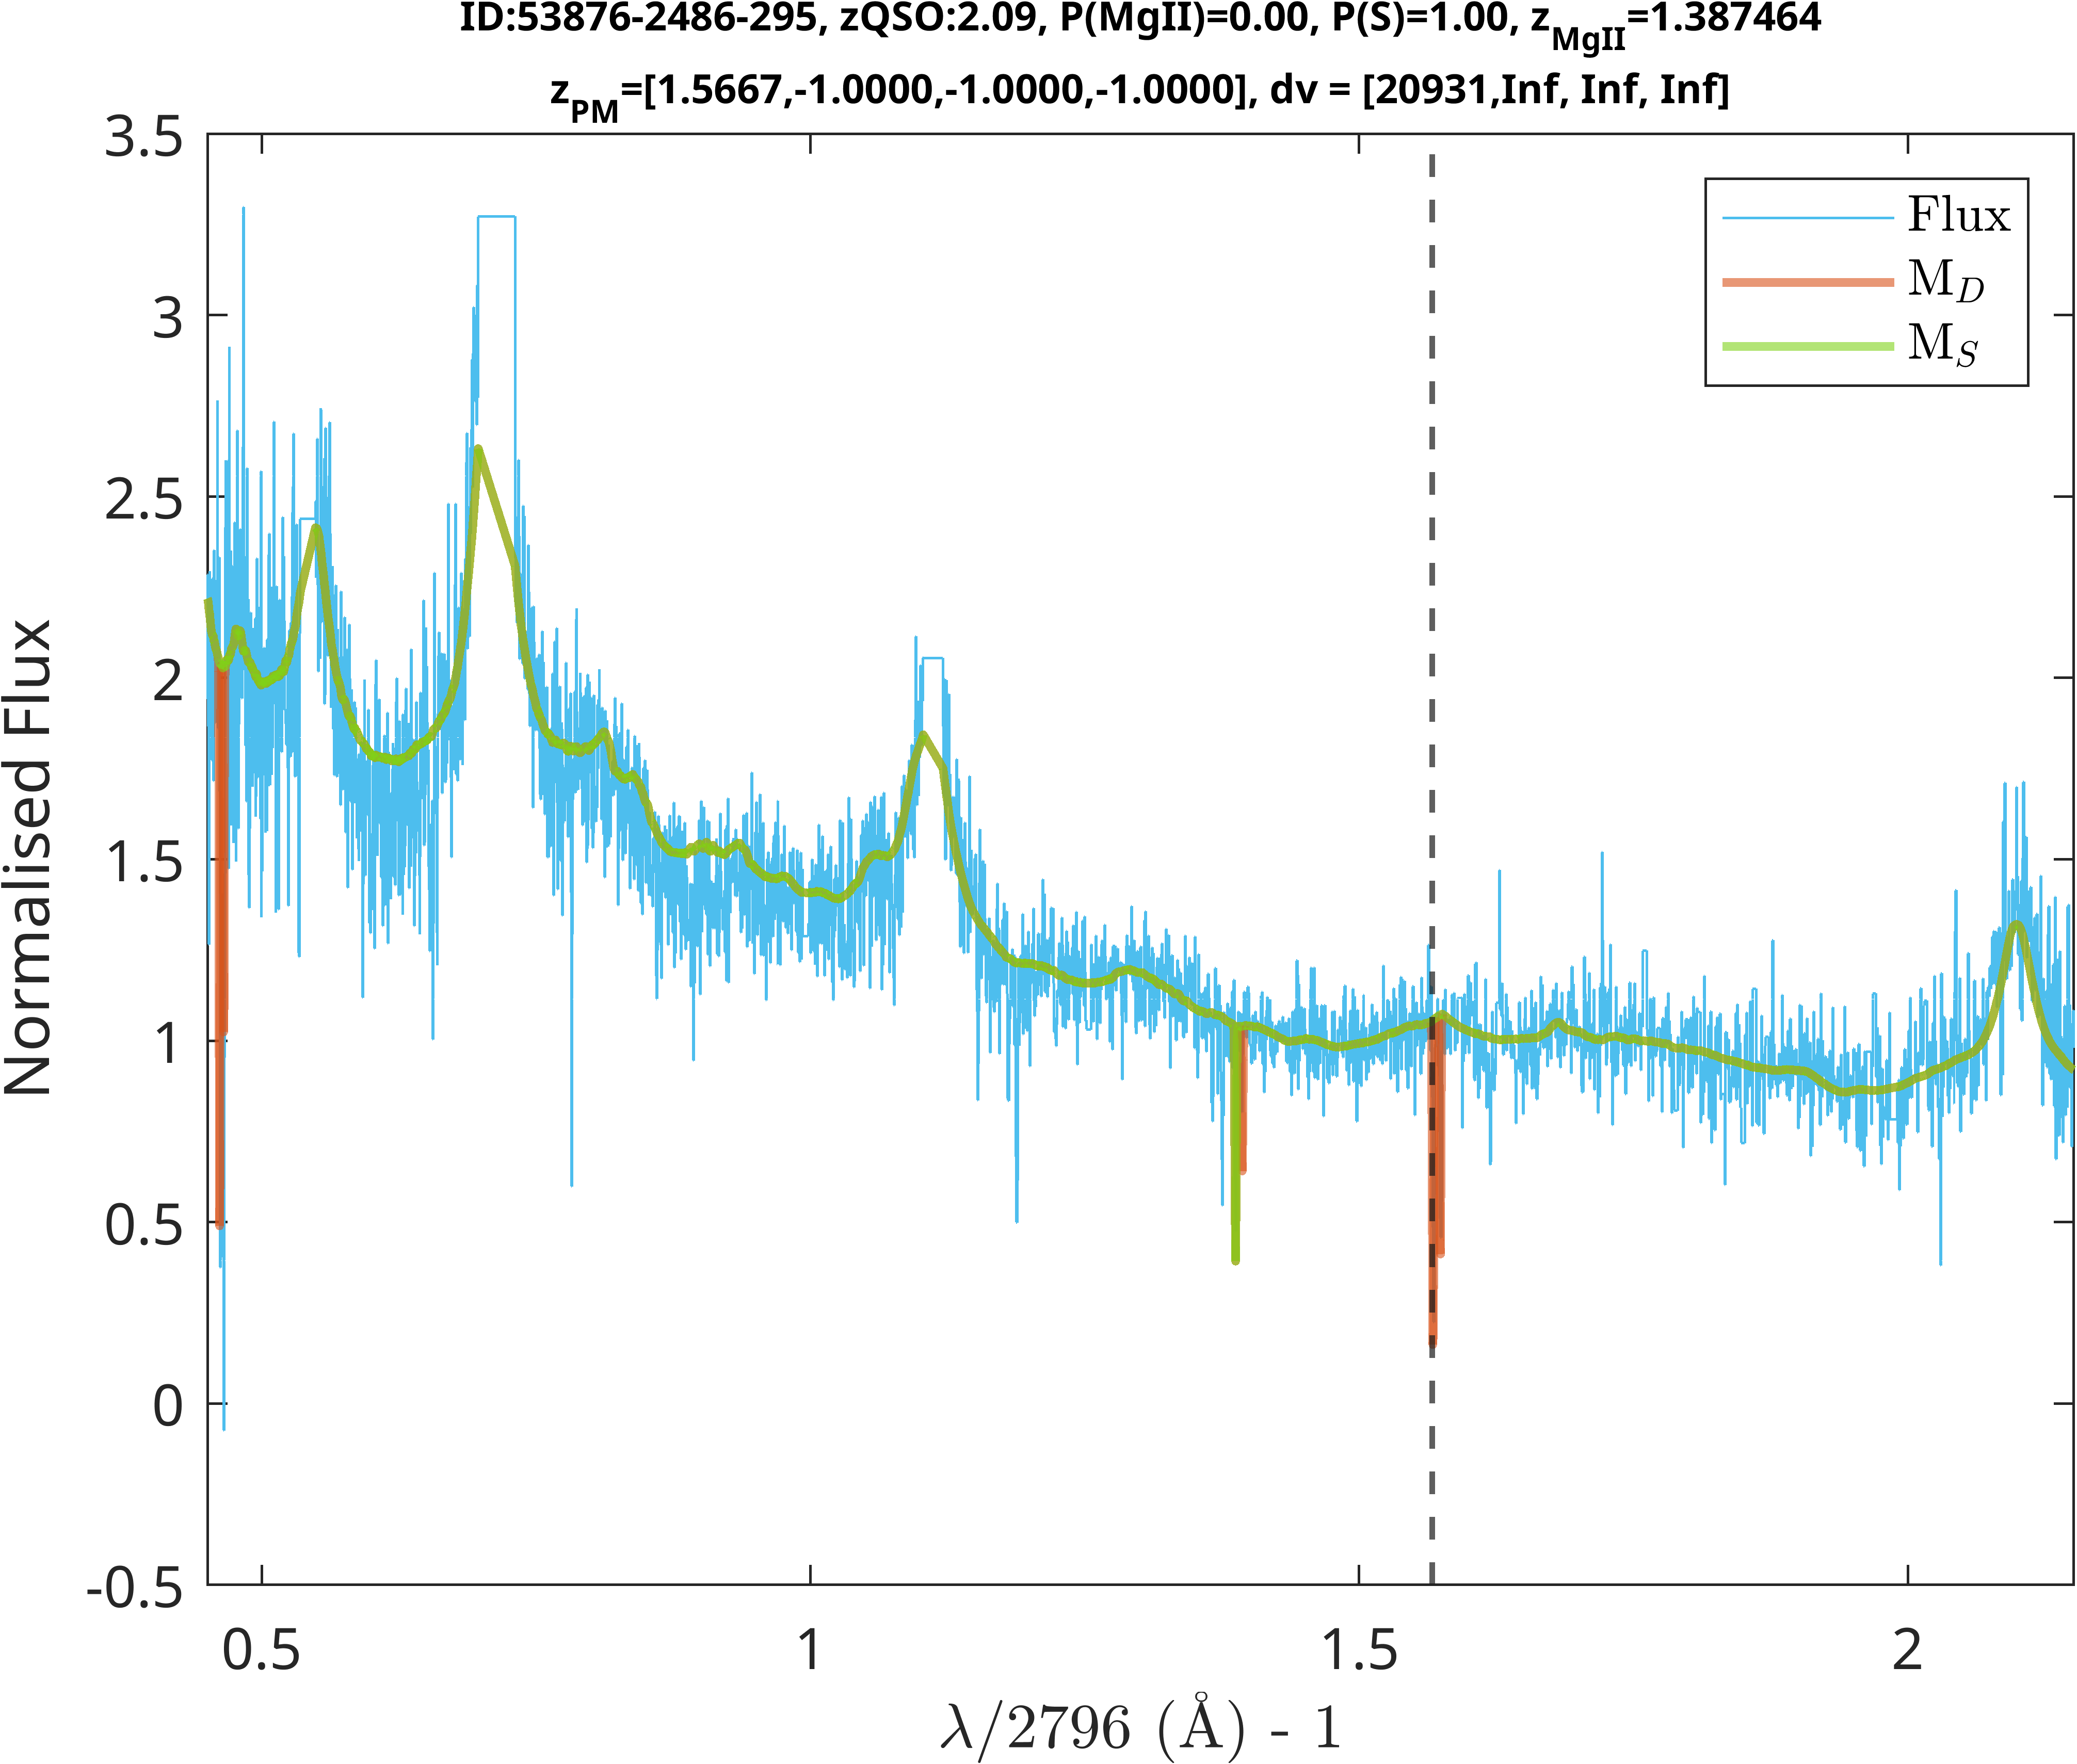 ID:53876-2486-295, zQSO:2.09, P(MgII)=0.00, P(S)=1.00, zMgII=1.387464
zPM=[1.5667,-1.0000,-1.0000,-1.0000], dv = [20931,Inf, Inf, Inf]
3.5
3
2.5
2
1.5
1
0.5
0
-0.5
Normalised Flux
Flux
MD
MS
0.5
1
1.5
2
λ/2796 (Å) - 1